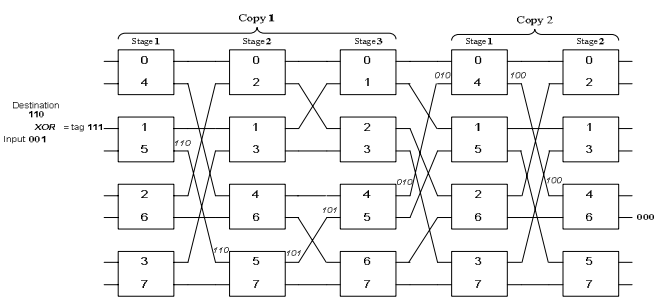 Copy 1
Copy 2
Stage 1 Stage 2 Stage 3 Stage 1 Stage 2
0 0 0 0
4 2 1 010 4 100 2
Destination
110
XOR = tag 111
Input 001
1 1 2 1 1
5 110 3 3 5 3
2 4 4 010 2 100 4
6 6 101 5 6 6 000
3 110 5 101 6 3 5
7 7 7 7 7